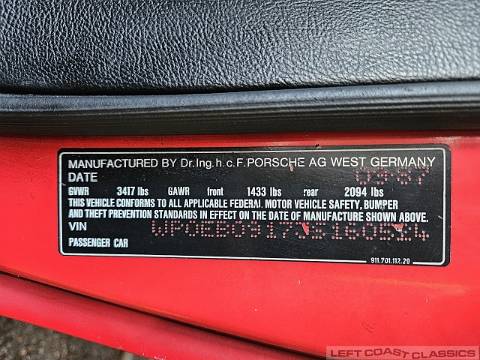 MANUFACTURED BY Dr.Ing.h.c.F.PORSCHE AG WEST GERMANY
DATE 09:87
GVWR 3417 lbs GAWR front 1433 lbs rear 2094 lbs
THIS VEHICLE CONFORMS TO ALL APPLICABLE FEDERAL MOTOR VEHICLE SAFETY, BUMPER
AND THEFT PREVENTION STANDARDS IN EFFECT ON THE DATE OF MANUFACTURE SHOWN ABOVE.
VIN WP0EB0917JS160524
PASSENGER CAR
911.701.112.20
LEFT COAST CLASSICS